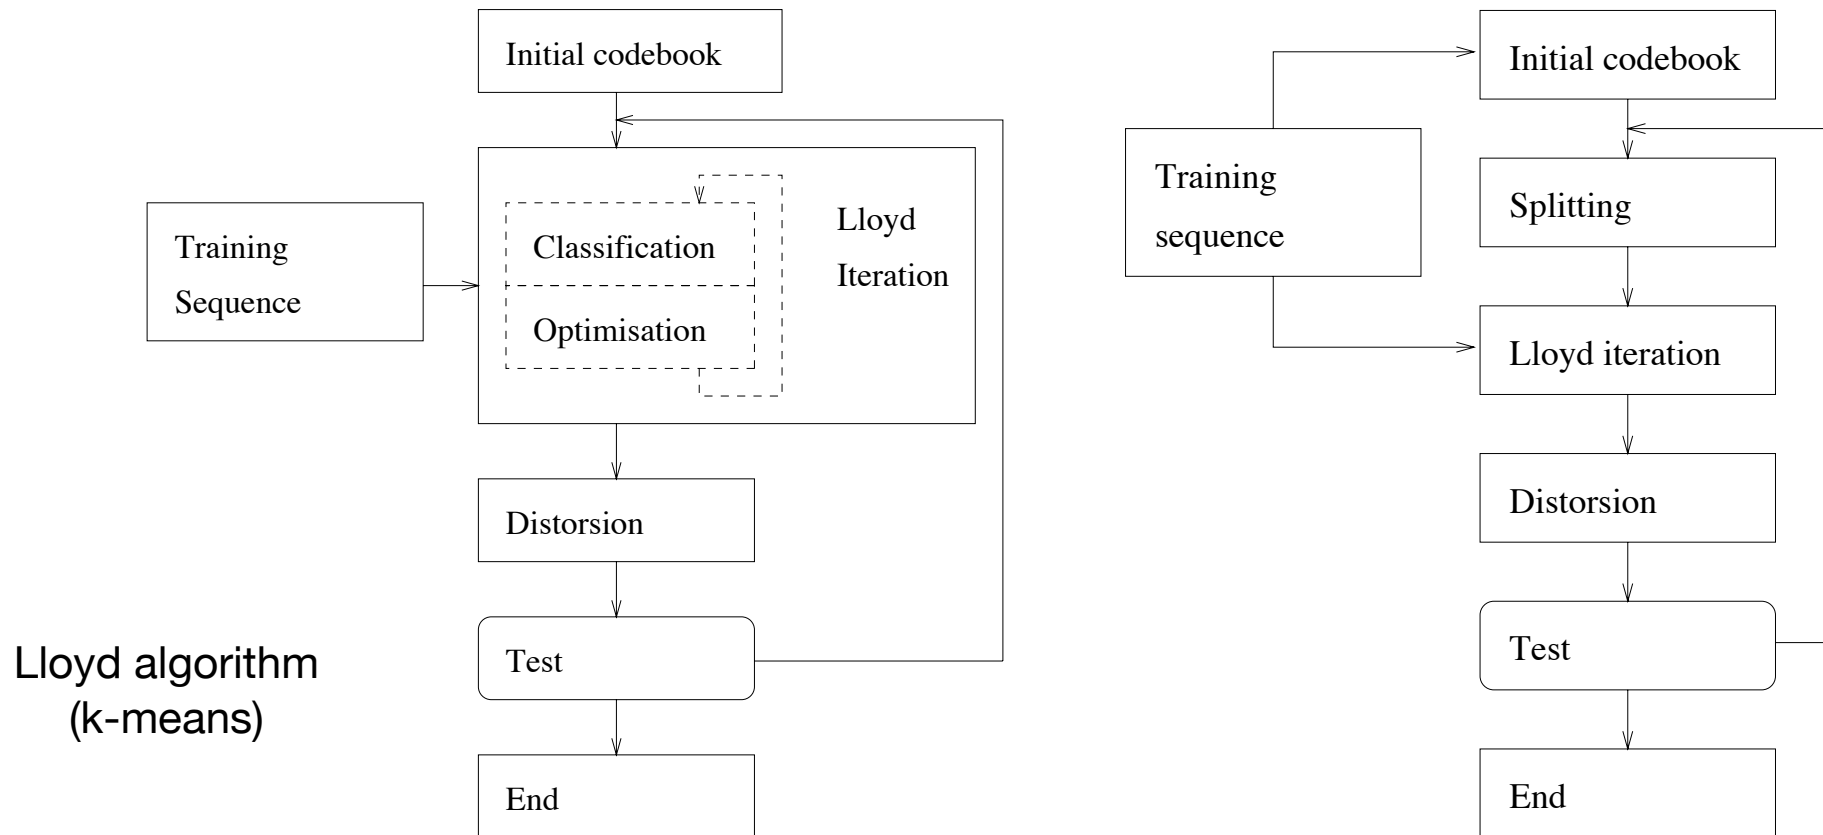 Initial codebook
Training
Sequence
Classification
Optimisation
Lloyd
Iteration
Distorsion
Test
End
Lloyd algorithm
(k-means)
Initial codebook
Training
sequence
Splitting
Lloyd iteration
Distorsion
Test
End